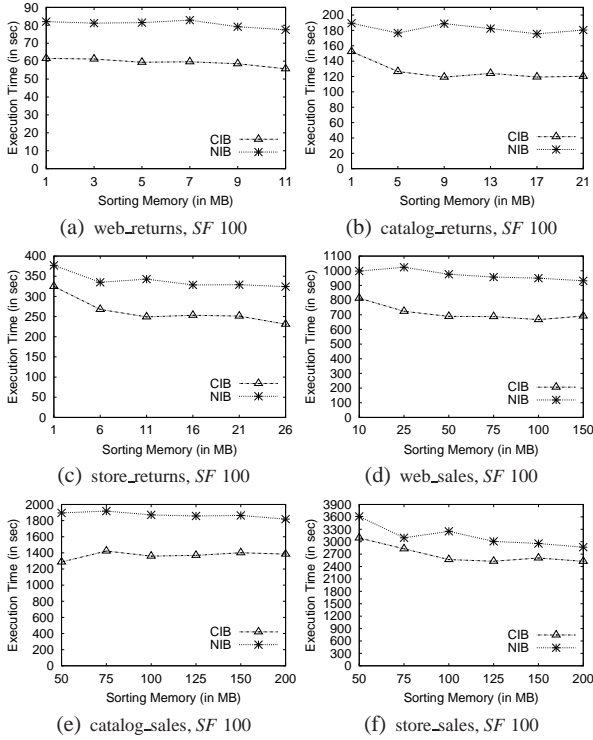 90
80
70
60
50
40
30
20
10
0
Execution Time (in sec)
CIB
NIB
1 3 5 7 9 11
Sorting Memory (in MB)
(a) web_returns, SF 100
200
180
160
140
120
100
80
60
40
20
0
Execution Time (in sec)
CIB
NIB
1 5 9 13 17 21
Sorting Memory (in MB)
(b) catalog_returns, SF 100
400
350
300
250
200
150
100
50
0
Execution Time (in sec)
CIB
NIB
1 6 11 16 21 26
Sorting Memory (in MB)
(c) store_returns, SF 100
1100
1000
900
800
700
600
500
400
300
200
100
0
Execution Time (in sec)
CIB
NIB
10 25 50 75 100 150
Sorting Memory (in MB)
(d) web_sales, SF 100
2000
1800
1600
1400
1200
1000
800
600
400
200
0
Execution Time (in sec)
CIB
NIB
50 75 100 125 150 200
Sorting Memory (in MB)
(e) catalog_sales, SF 100
3900
3600
3300
3000
2700
2400
2100
1800
1500
1200
900
600
300
0
Execution Time (in sec)
CIB
NIB
50 75 100 125 150 200
Sorting Memory (in MB)
(f) store_sales, SF 100